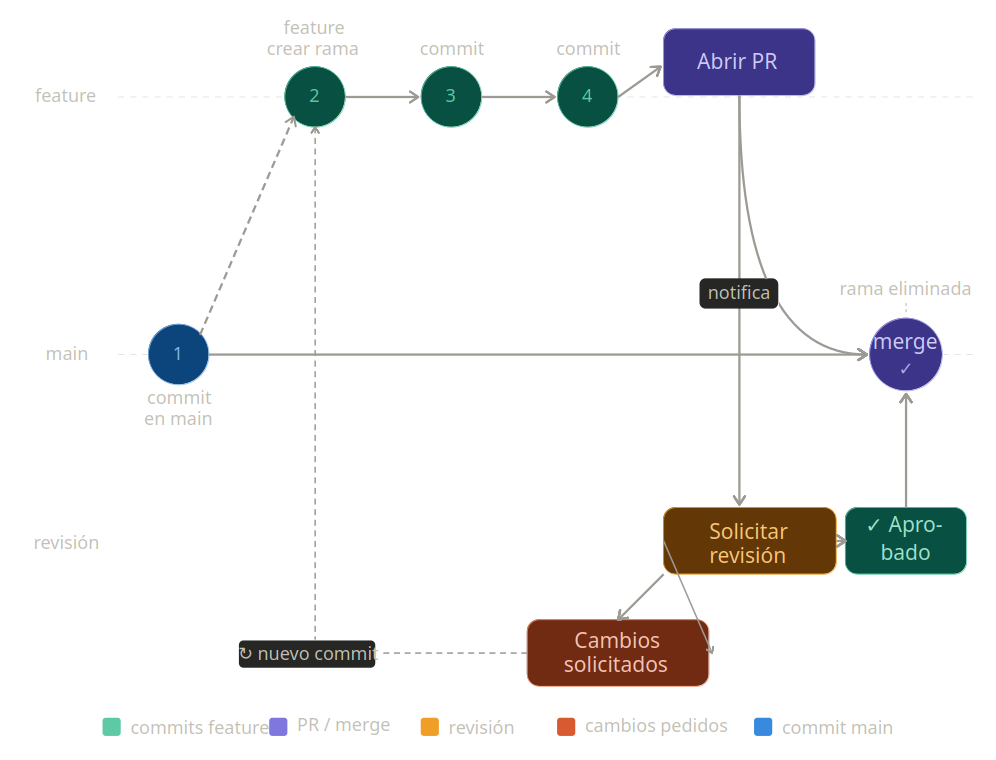 feature
crear rama
commit
commit
Abrir PR
feature
2
3
4
notifica
rama eliminada
main
1
merge
✓
commit
en main
revisión
Solicitar
revisión
✓ Apro-
bado
Cambios
solicitados
↻ nuevo commit
commits feature
PR / merge
revisión
cambios pedidos
commit main